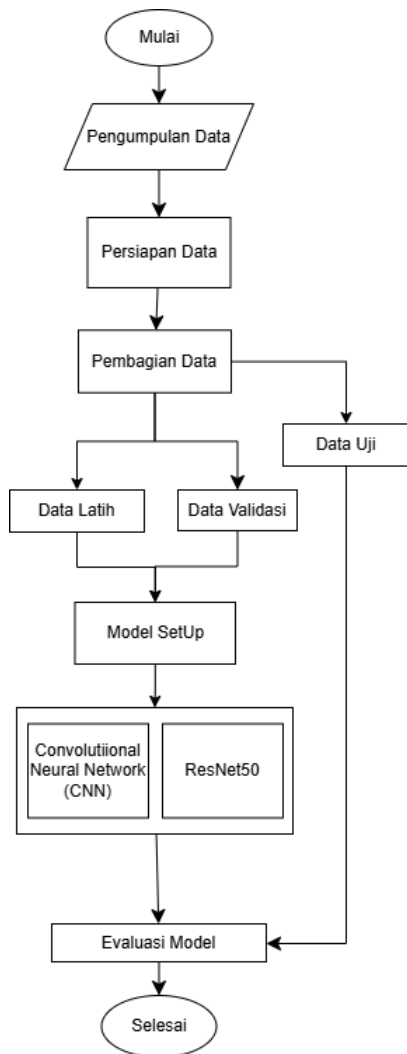 Mulai
Pengumpulan Data
Persiapan Data
Pembagian Data
Data Uji
Data Latih
Data Validasi
Model SetUp
Convolutiional
Neural Network
(CNN)
ResNet50
Evaluasi Model
Selesai